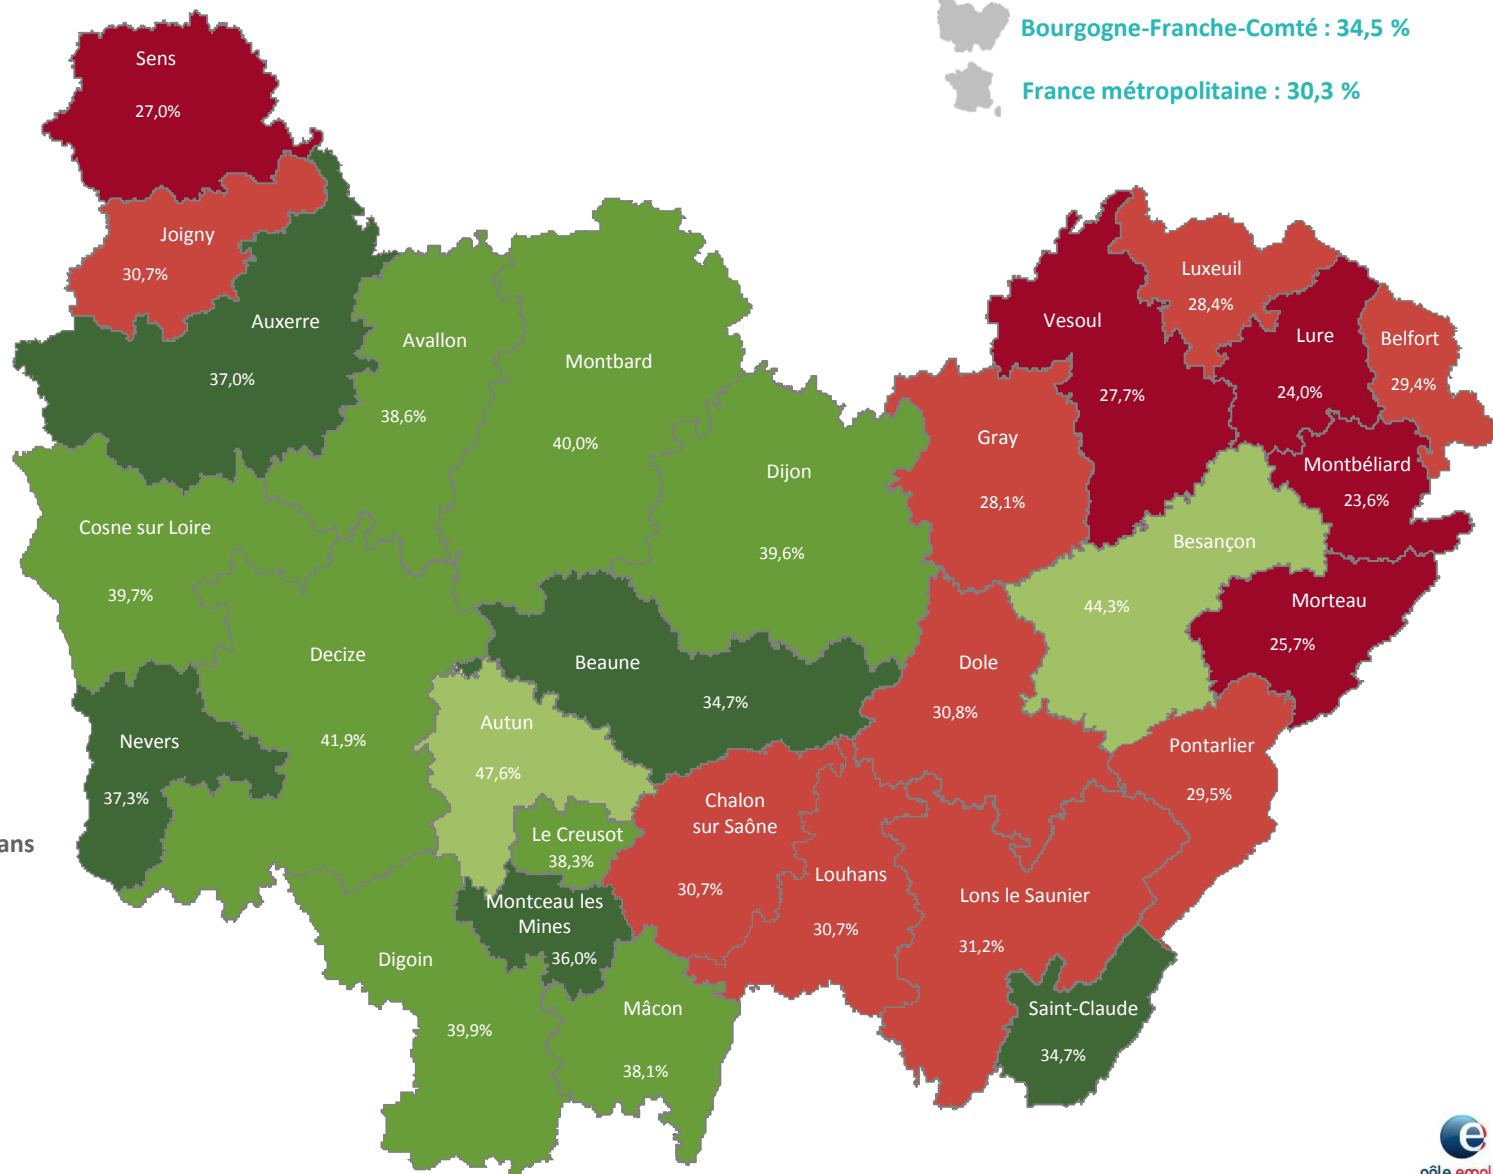 Bourgogne-Franche-Comté : 34,5 %
France métropolitaine : 30,3 %
Sens
27,0%
Joigny
30,7%
Auxerre
37,0%
Avallon
38,6%
Montbard
40,0%
Dijon
39,6%
Vesoul
27,7%
Luxeuil
28,4%
Lure
24,0%
Belfort
29,4%
Gray
28,1%
Montbéliard
23,6%
Besançon
44,3%
Morteau
25,7%
Cosne sur Loire
39,7%
Decize
41,9%
Nevers
37,3%
Beaune
34,7%
Autun
47,6%
Dole
30,8%
Pontarlier
29,5%
Le Creusot
38,3%
Chalon
sur Saône
30,7%
Louhans
30,7%
Lons le Saunier
31,2%
Montceau les
Mines
36,0%
Digoin
39,9%
Mâcon
38,1%
Saint-Claude
34,7%
ans
e
pôle empl